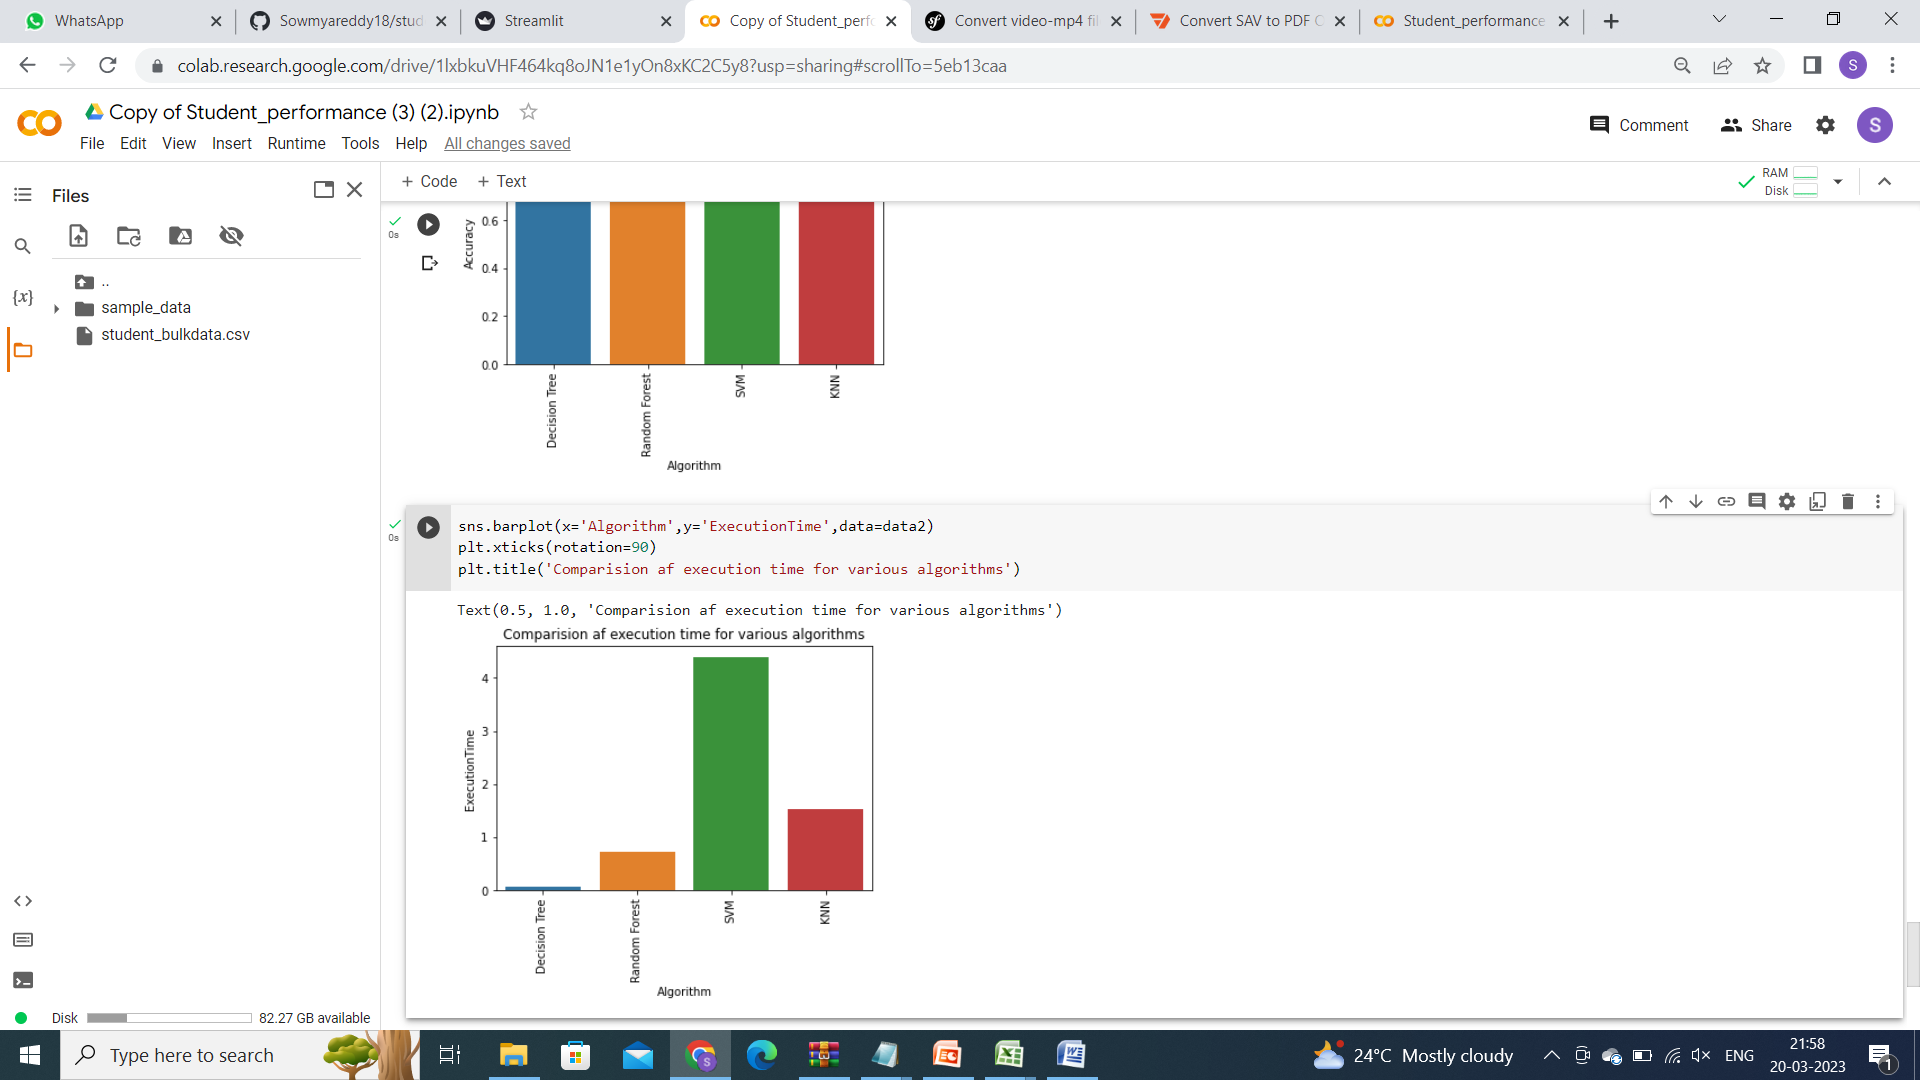 WhatsApp
Sowmyareddy18/stud
Streamlit
Copy of Student_perfo
Convert video-mp4 fil
Convert SAV to PDF O
Student_performance
colab.research.google.com/drive/1lxbkuVHF464kq8oJN1e1yOn8xKC2C5y8?usp=sharing#scrollTo=5eb13caa
S
Copy of Student_performance (3) (2).ipynb
File Edit View Insert Runtime Tools Help All changes saved
Comment
Share
S
Files
+ Code + Text
RAM
Disk
..
sample_data
student_bulkdata.csv
{x}
0s
Accuracy
0.6
0.4
0.2
0.0
Decision Tree
Random Forest
SVM
KNN
Algorithm
0s
sns.barplot(x='Algorithm',y='ExecutionTime',data=data2)
plt.xticks(rotation=90)
plt.title('Comparision af execution time for various algorithms')
Text(0.5, 1.0, 'Comparision af execution time for various algorithms')
Comparision af execution time for various algorithms
ExecutionTime
4
3
2
1
0
Decision Tree
Random Forest
SVM
KNN
Algorithm
Disk
82.27 GB available
Type here to search
24°C Mostly cloudy
ENG
21:58
20-03-2023
1